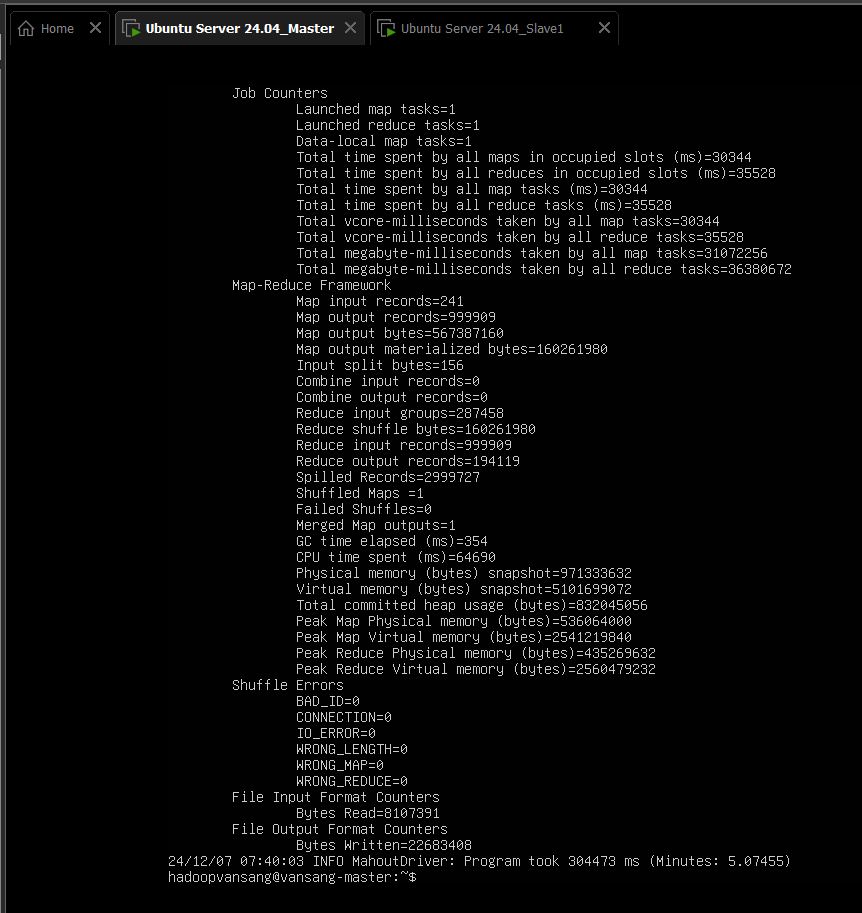 Home
Ubuntu Server 24.04_Master
Ubuntu Server 24.04_Slave1
Job Counters
Launched map tasks=1
Launched reduce tasks=1
Data-local map tasks=1
Total time spent by all maps in occupied slots (ms)=30344
Total time spent by all reduces in occupied slots (ms)=35528
Total time spent by all map tasks (ms)=30344
Total time spent by all reduce tasks (ms)=35528
Total vcore-milliseconds taken by all map tasks=30344
Total vcore-milliseconds taken by all reduce tasks=35528
Total megabyte-milliseconds taken by all map tasks=31072256
Total megabyte-milliseconds taken by all reduce tasks=36380672
Map-Reduce Framework
Map input records=241
Map output records=999909
Map output bytes=567387160
Map output materialized bytes=160261980
Input split bytes=156
Combine input records=0
Combine output records=0
Reduce input groups=287458
Reduce shuffle bytes=160261980
Reduce input records=999909
Reduce output records=194119
Spilled Records=2999727
Shuffled Maps =1
Failed Shuffles=0
Merged Map outputs=1
GC time elapsed (ms)=354
CPU time spent (ms)=64690
Physical memory (bytes) snapshot=971333632
Virtual memory (bytes) snapshot=5101699072
Total committed heap usage (bytes)=832045056
Peak Map Physical memory (bytes)=536064000
Peak Map Virtual memory (bytes)=2541219840
Peak Reduce Physical memory (bytes)=435269632
Peak Reduce Virtual memory (bytes)=2560479232
Shuffle Errors
BAD_ID=0
CONNECTION=0
IO_ERROR=0
WRONG_LENGTH=0
WRONG_MAP=0
WRONG_REDUCE=0
File Input Format Counters
Bytes Read=8107391
File Output Format Counters
Bytes Written=22683408
24/12/07 07:40:03 INFO MahoutDriver: Program took 304473 ms (Minutes: 5.07455)
hadoopvansang@vansang-master:~$